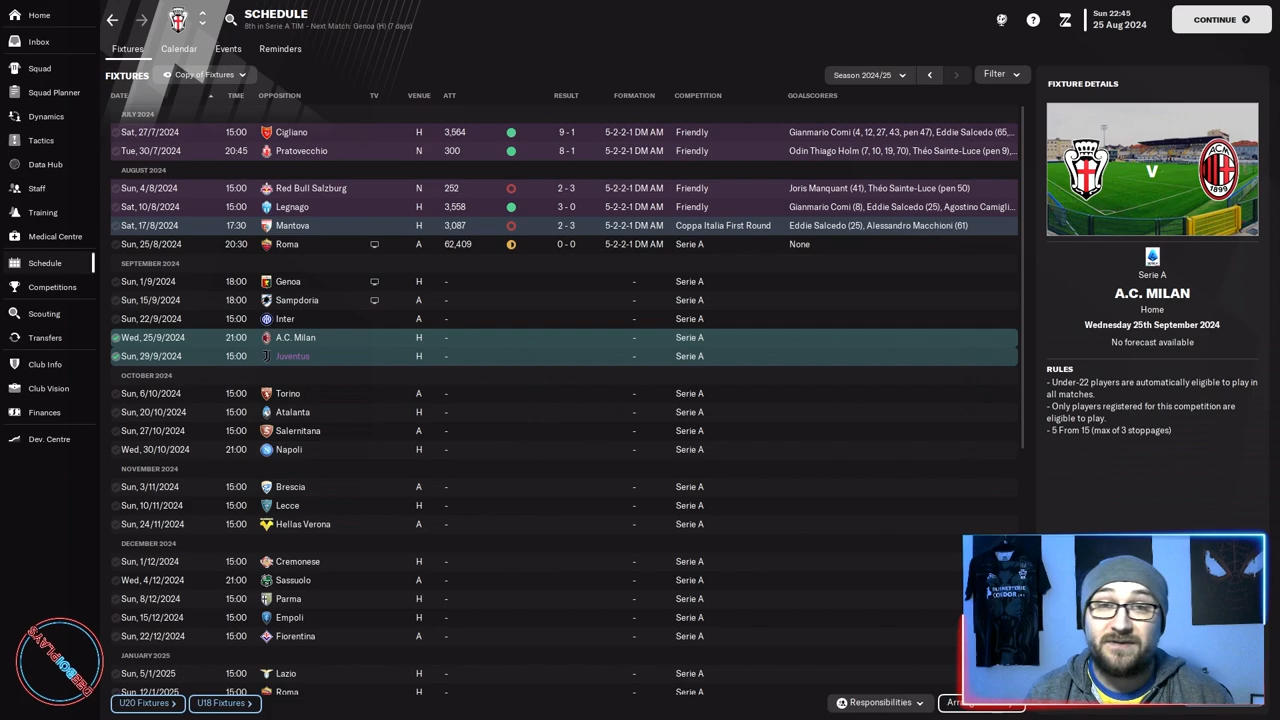 Home
Inbox
Squad
Squad Planner
Dynamics
Tactics
Data Hub
Staff
Training
Medical Centre
Schedule
Competitions
Scouting
Transfers
Club Info
Club Vision
Finances
Dev. Centre
SCHEDULE
8th in Serie A TIM - Next Match: Genoa (H) (7 days)
Sun 22:45
25 Aug 2024
CONTINUE
Fixtures Calendar Events Reminders
FIXTURES Copy of Fixtures Season 2024/25 Filter
DATE TIME OPPOSITION TV VENUE ATT RESULT FORMATION COMPETITION GOALSCORERS
JULY 2024
Sat, 27/7/2024 15:00 Cigliano H 3,564 9 - 1 5-2-2-1 DM AM Friendly Gianmario Comi (4, 12, 27, 43, pen 47), Eddie Salcedo (65,...
Tue, 30/7/2024 20:45 Pratovecchio N 300 8 - 1 5-2-2-1 DM AM Friendly Odin Thiago Holm (7, 10, 19, 70), Théo Sainte-Luce (pen 9),...
AUGUST 2024
Sun, 4/8/2024 15:00 Red Bull Salzburg N 252 2 - 3 5-2-2-1 DM AM Friendly Joris Manquant (41), Théo Sainte-Luce (pen 50)
Sat, 10/8/2024 15:00 Legnago H 3,558 3 - 0 5-2-2-1 DM AM Friendly Gianmario Comi (8), Eddie Salcedo (25), Agostino Camigli...
Sat, 17/8/2024 17:30 Mantova H 3,087 2 - 3 5-2-2-1 DM AM Coppa Italia First Round Eddie Salcedo (25), Alessandro Macchioni (61)
Sun, 25/8/2024 20:30 Roma A 62,409 0 - 0 5-2-2-1 DM AM Serie A None
SEPTEMBER 2024
Sun, 1/9/2024 18:00 Genoa H - - Serie A
Sun, 15/9/2024 18:00 Sampdoria A - - Serie A
Sun, 22/9/2024 15:00 Inter A - - Serie A
Wed, 25/9/2024 21:00 A.C. Milan H - - Serie A
Sun, 29/9/2024 15:00 Juventus H - - Serie A
OCTOBER 2024
Sun, 6/10/2024 15:00 Torino A - - Serie A
Sun, 20/10/2024 15:00 Atalanta H - - Serie A
Sun, 27/10/2024 15:00 Salernitana A - - Serie A
Wed, 30/10/2024 21:00 Napoli H - - Serie A
NOVEMBER 2024
Sun, 3/11/2024 15:00 Brescia A - - Serie A
Sun, 10/11/2024 15:00 Lecce H - - Serie A
Sun, 24/11/2024 15:00 Hellas Verona A - - Serie A
DECEMBER 2024
Sun, 1/12/2024 15:00 Cremonese H - - Serie A
Wed, 4/12/2024 21:00 Sassuolo A - - Serie A
Sun, 8/12/2024 15:00 Parma H - - Serie A
Sun, 15/12/2024 15:00 Empoli H - - Serie A
Sun, 22/12/2024 15:00 Fiorentina A - - Serie A
JANUARY 2025
Sun, 5/1/2025 15:00 Lazio H - - Serie A
Sun, 12/1/2025 15:00 Roma H - - Serie A
U20 Fixtures U18 Fixtures Responsibilities
FIXTURE DETAILS
V
ACM
1899
Serie A
A.C. MILAN
Home
Wednesday 25th September 2024
No forecast available
RULES
- Under-22 players are automatically eligible to play in
all matches.
- Only players registered for this competition are
eligible to play.
- 5 From 15 (max of 3 stoppages)